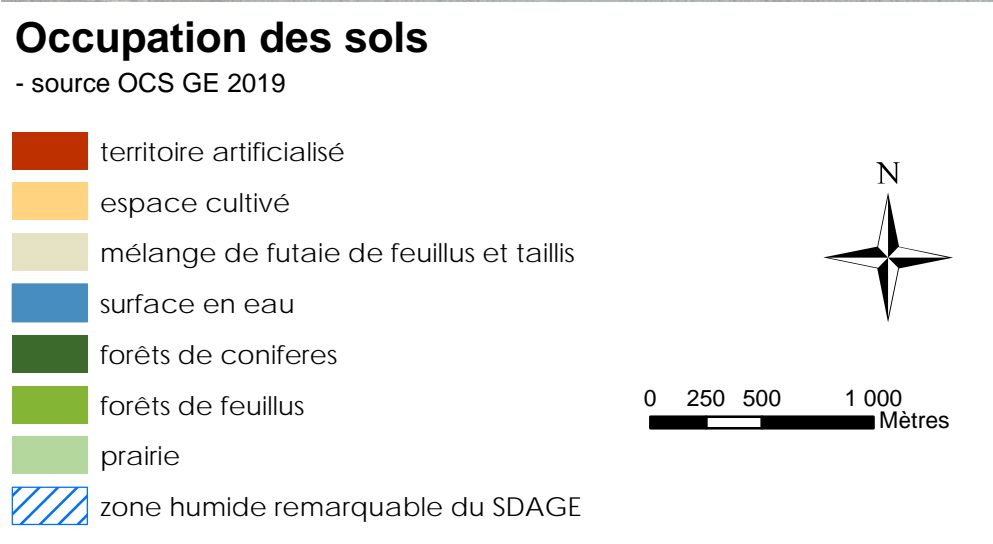 Occupation des sols
- source OCS GE 2019
territoire artificialisé
espace cultivé
mélange de futaie de feuillus et taillis
surface en eau
forêts de coniferes
forêts de feuillus
prairie
zone humide remarquable du SDAGE
N
0 250 500 1 000
Mètres